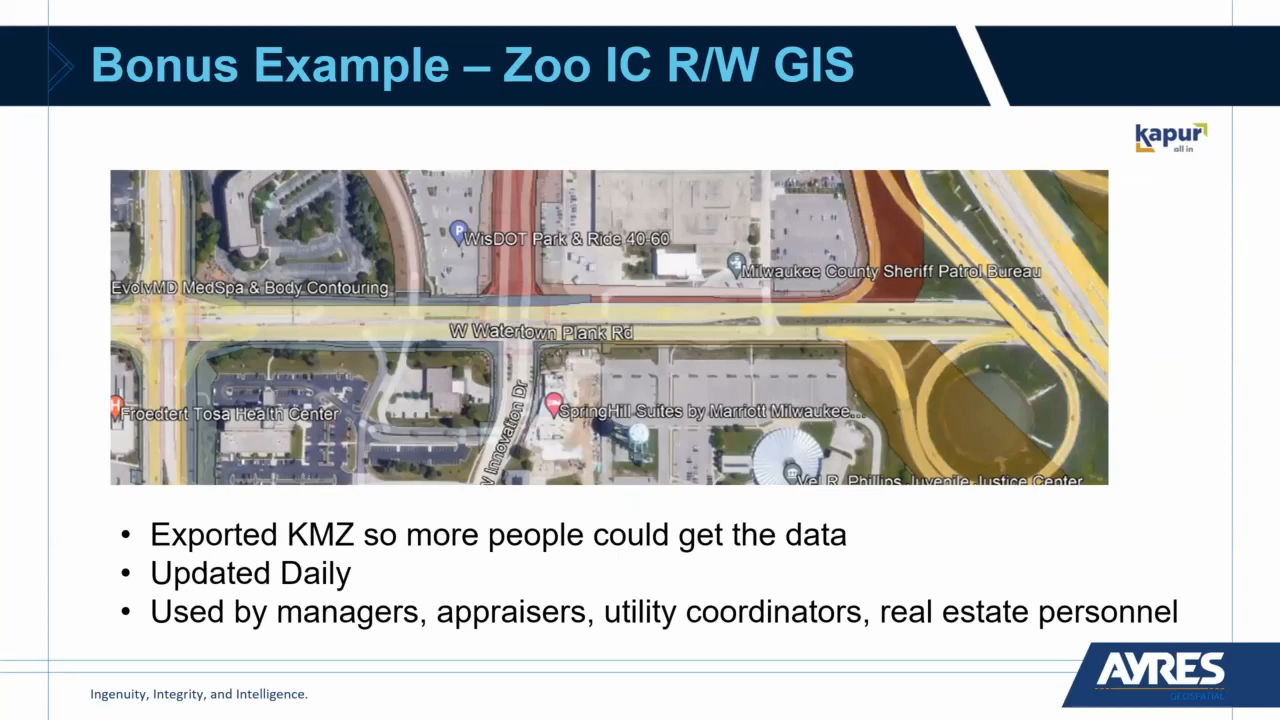 Bonus Example – Zoo IC R/W GIS
kapur
all in
WisDOT Park & Ride 40-60
Milwaukee County Sheriff Patrol Bureau
EvolvMD MedSpa & Body Contouring
W Watertown Plank Rd
Froedtert Tosa Health Center
SpringHill Suites by Marriott Milwaukee...
Innovation Dr
Vel R. Phillips Juvenile Justice Center
• Exported KMZ so more people could get the data
• Updated Daily
• Used by managers, appraisers, utility coordinators, real estate personnel
Ingenuity, Integrity, and Intelligence.
AYRES
GEOSPATIAL